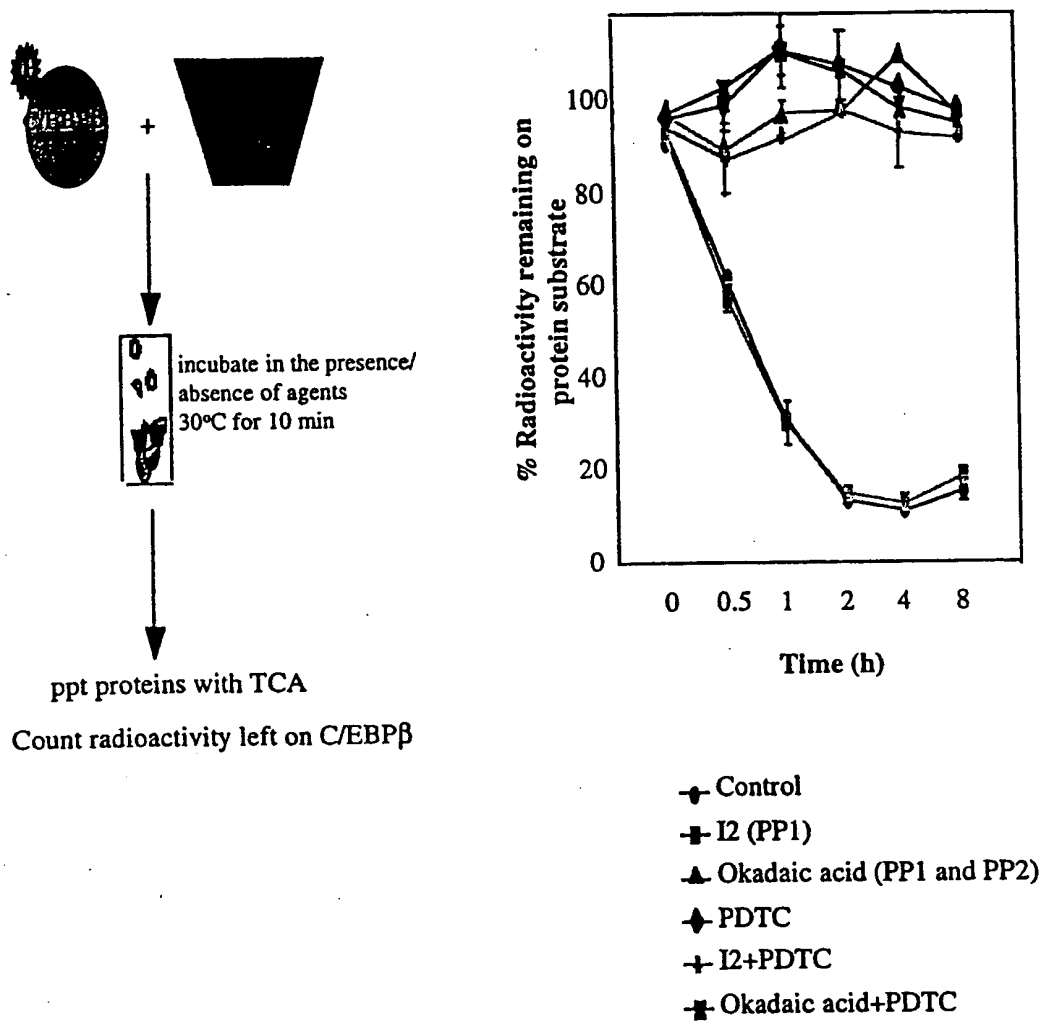 C/EBPβ
+
incubate in the presence/
absence of agents
30°C for 10 min
ppt proteins with TCA
Count radioactivity left on C/EBPβ
% Radioactivity remaining on
protein substrate
100
80
60
40
20
0
0 0.5 1 2 4 8
Time (h)
Control
I2 (PP1)
Okadaic acid (PP1 and PP2)
PDTC
I2+PDTC
Okadaic acid+PDTC